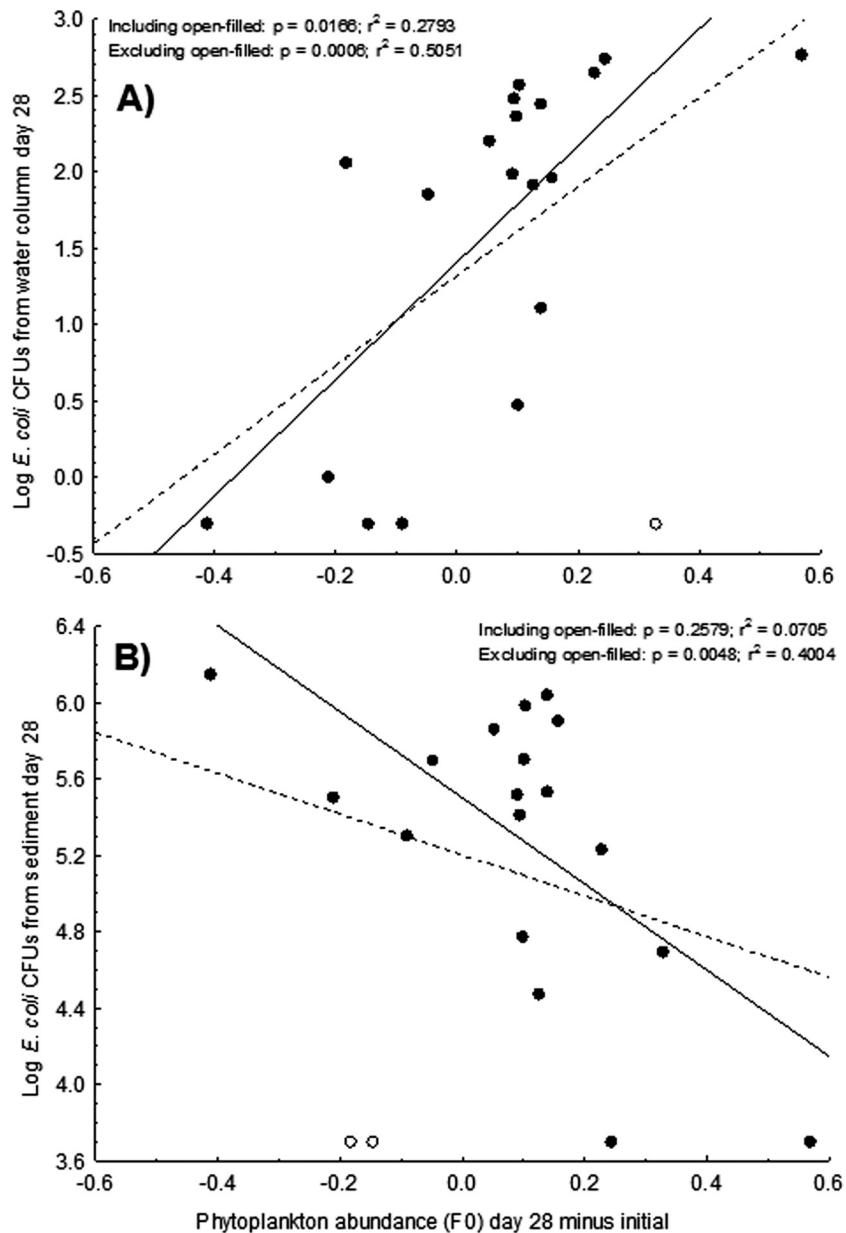 Including open-filled: p = 0.0166; r² = 0.2793
Excluding open-filled: p = 0.0006; r² = 0.5051
A)
Log E. coli CFUs from water column day 28
3.0
2.5
2.0
1.5
1.0
0.5
0.0
-0.5
-0.6 -0.4 -0.2 0.0 0.2 0.4 0.6
Including open-filled: p = 0.2579; r² = 0.0705
Excluding open-filled: p = 0.0048; r² = 0.4004
B)
Log E. coli CFUs from sediment day 28
6.4
6.0
5.6
5.2
4.8
4.4
4.0
3.6
-0.6 -0.4 -0.2 0.0 0.2 0.4 0.6
Phytoplankton abundance (F0) day 28 minus initial